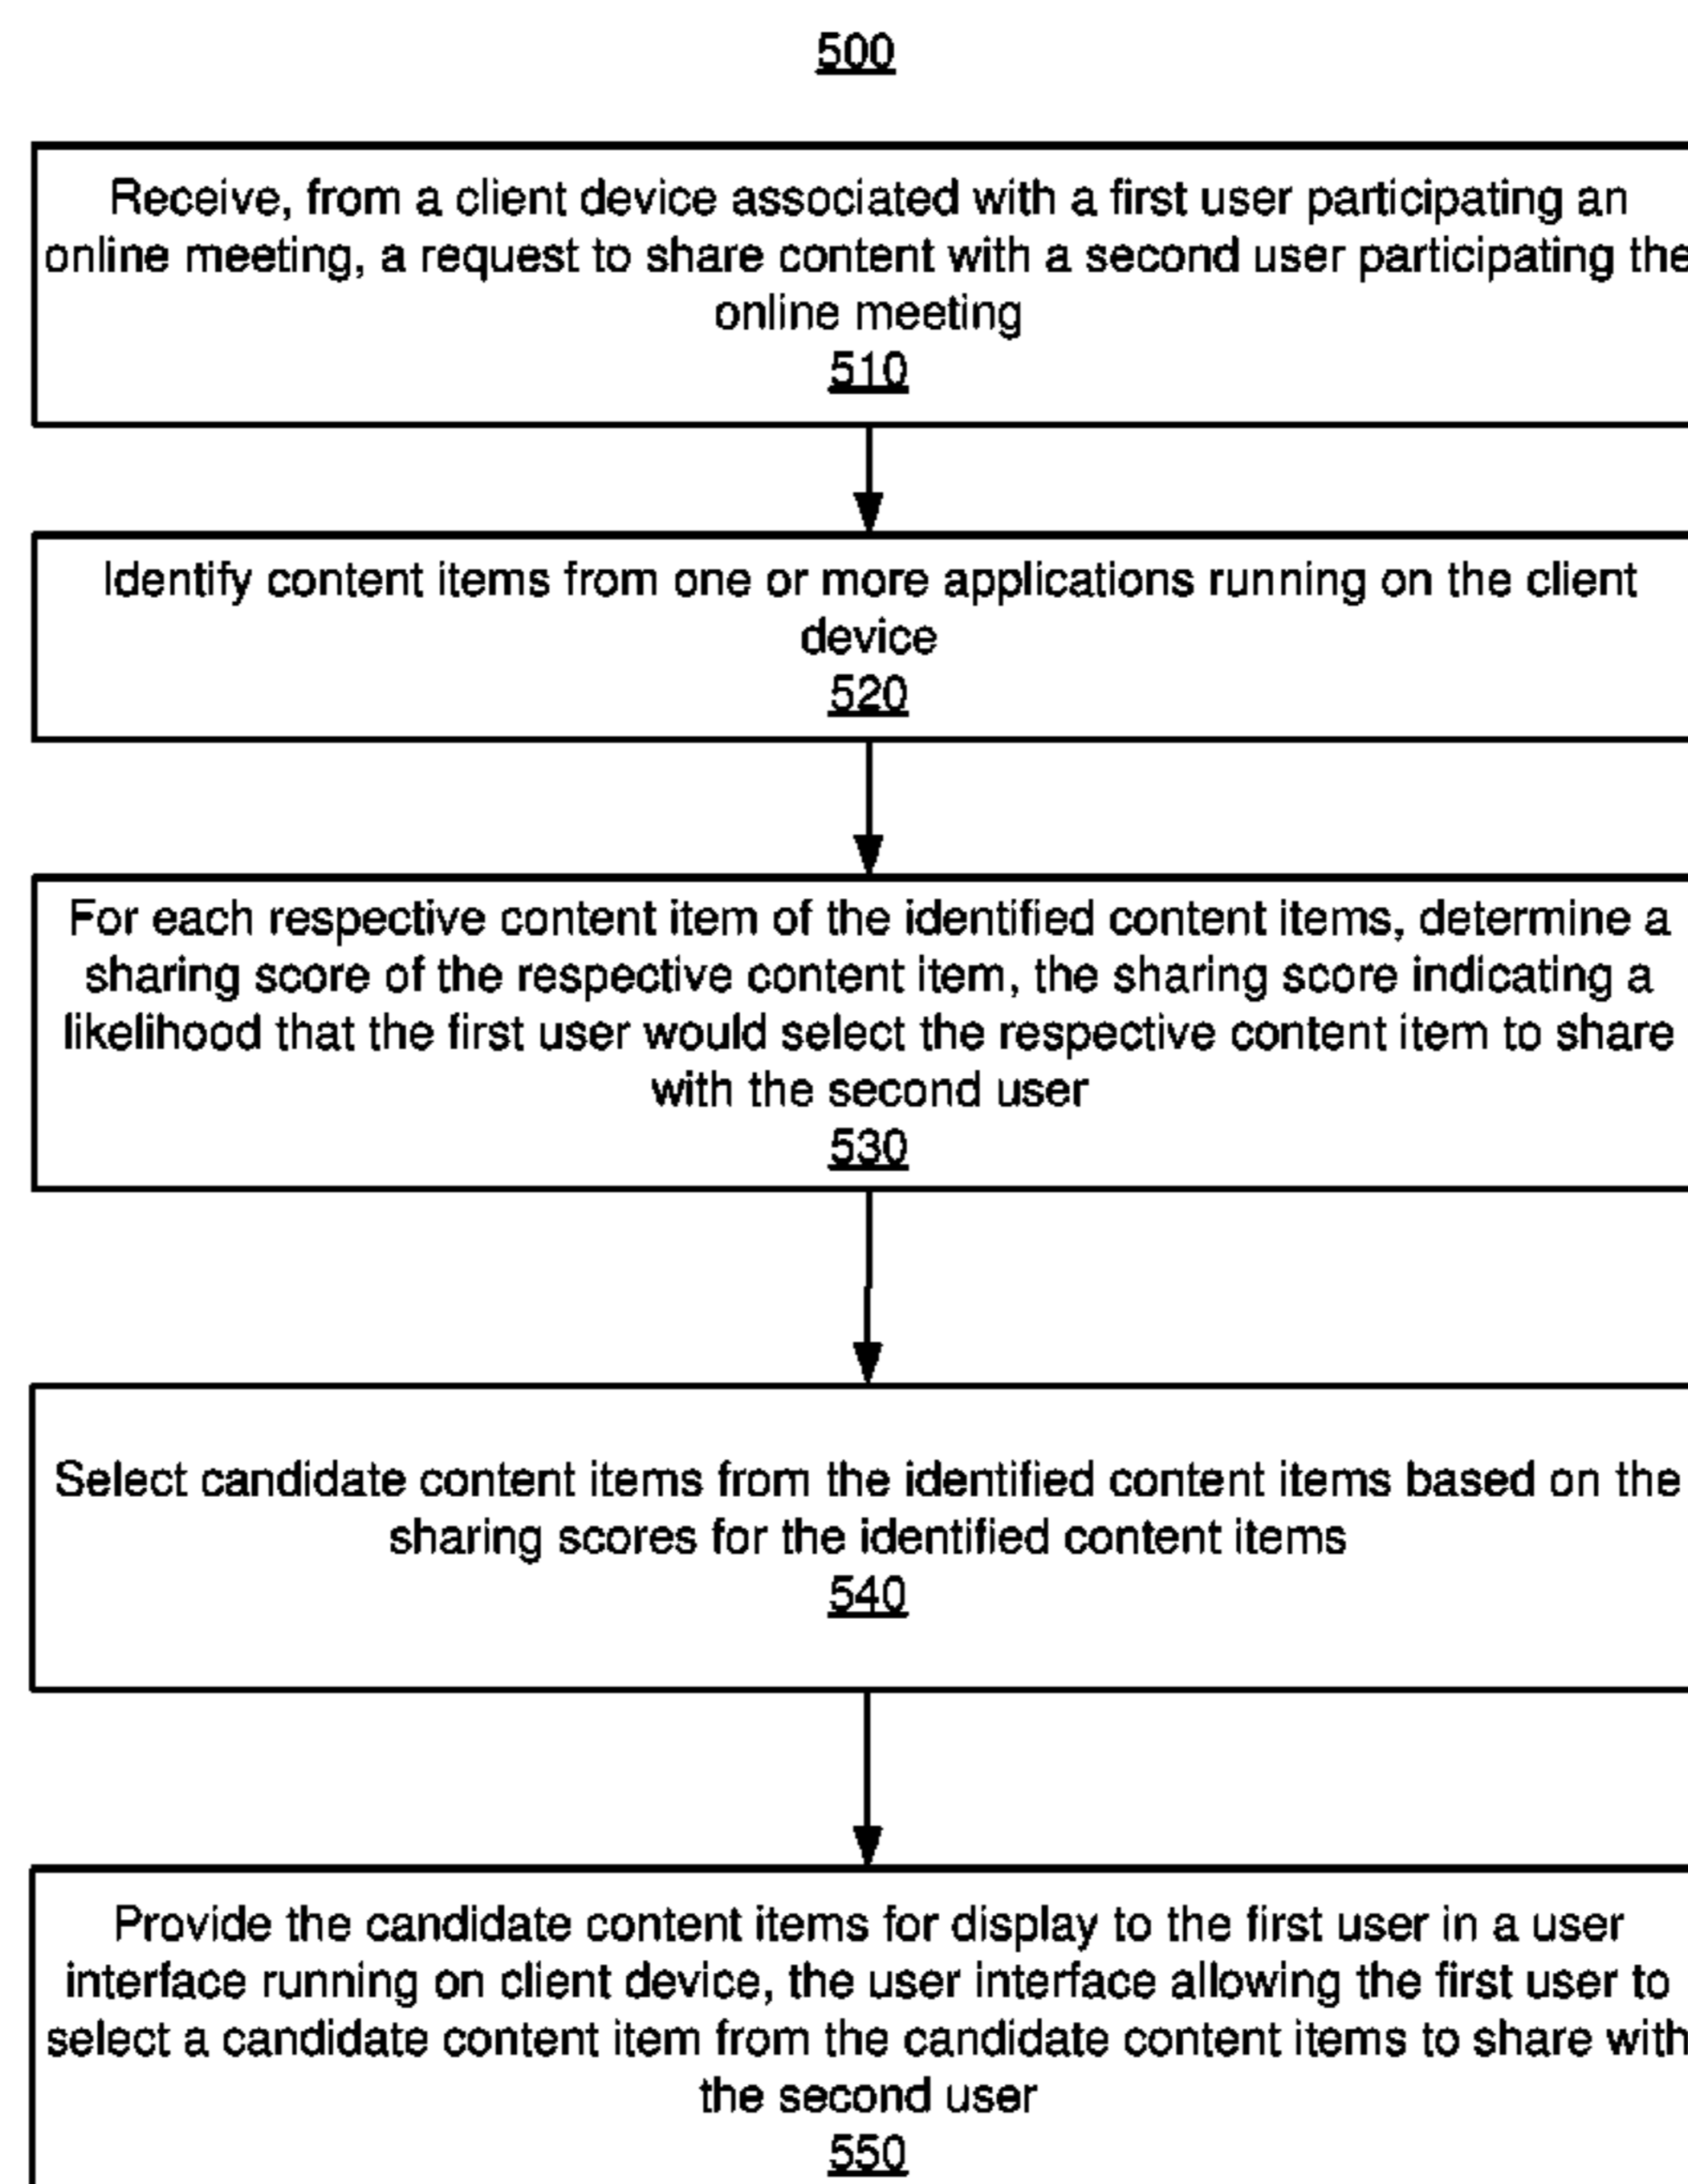 500
Receive, from a client device associated with a first user participating an
online meeting, a request to share content with a second user participating the
online meeting
510
Identify content items from one or more applications running on the client
device
520
For each respective content item of the identified content items, determine a
sharing score of the respective content item, the sharing score indicating a
likelihood that the first user would select the respective content item to share
with the second user
530
Select candidate content items from the identified content items based on the
sharing scores for the identified content items
540
Provide the candidate content items for display to the first user in a user
interface running on client device, the user interface allowing the first user to
select a candidate content item from the candidate content items to share with
the second user
550